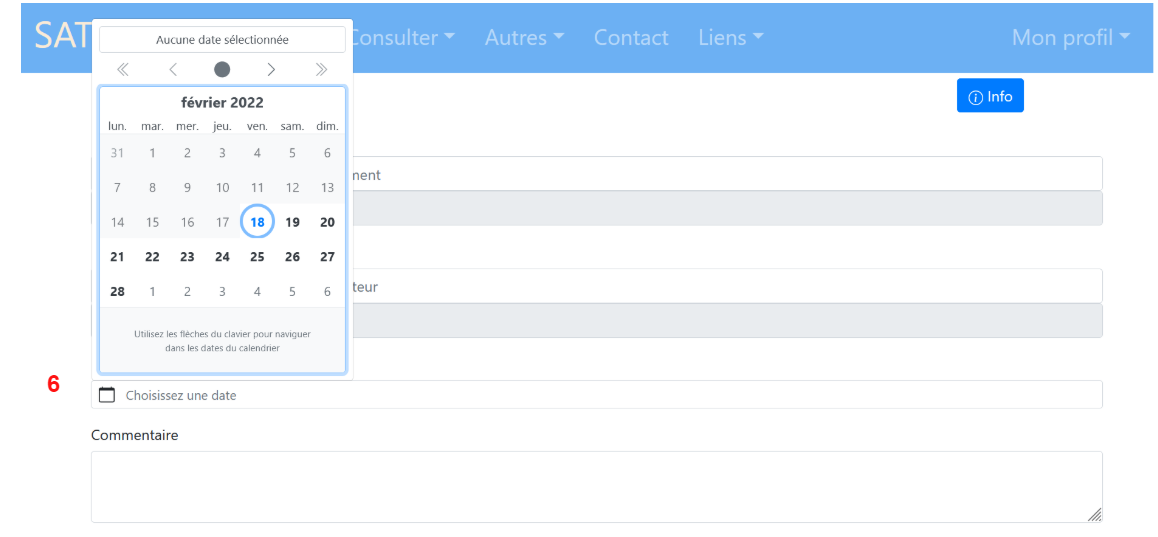 SAT
Consulter Autres Contact Liens Mon profil
Aucune date sélectionnée
Info
février 2022
lun. mar. mer. jeu. ven. sam. dim.
31 1 2 3 4 5 6
7 8 9 10 11 12 13
14 15 16 17 18 19 20
21 22 23 24 25 26 27
28 1 2 3 4 5 6
Utilisez les flèches du clavier pour naviguer
dans les dates du calendrier
6
Choisissez une date
Commentaire